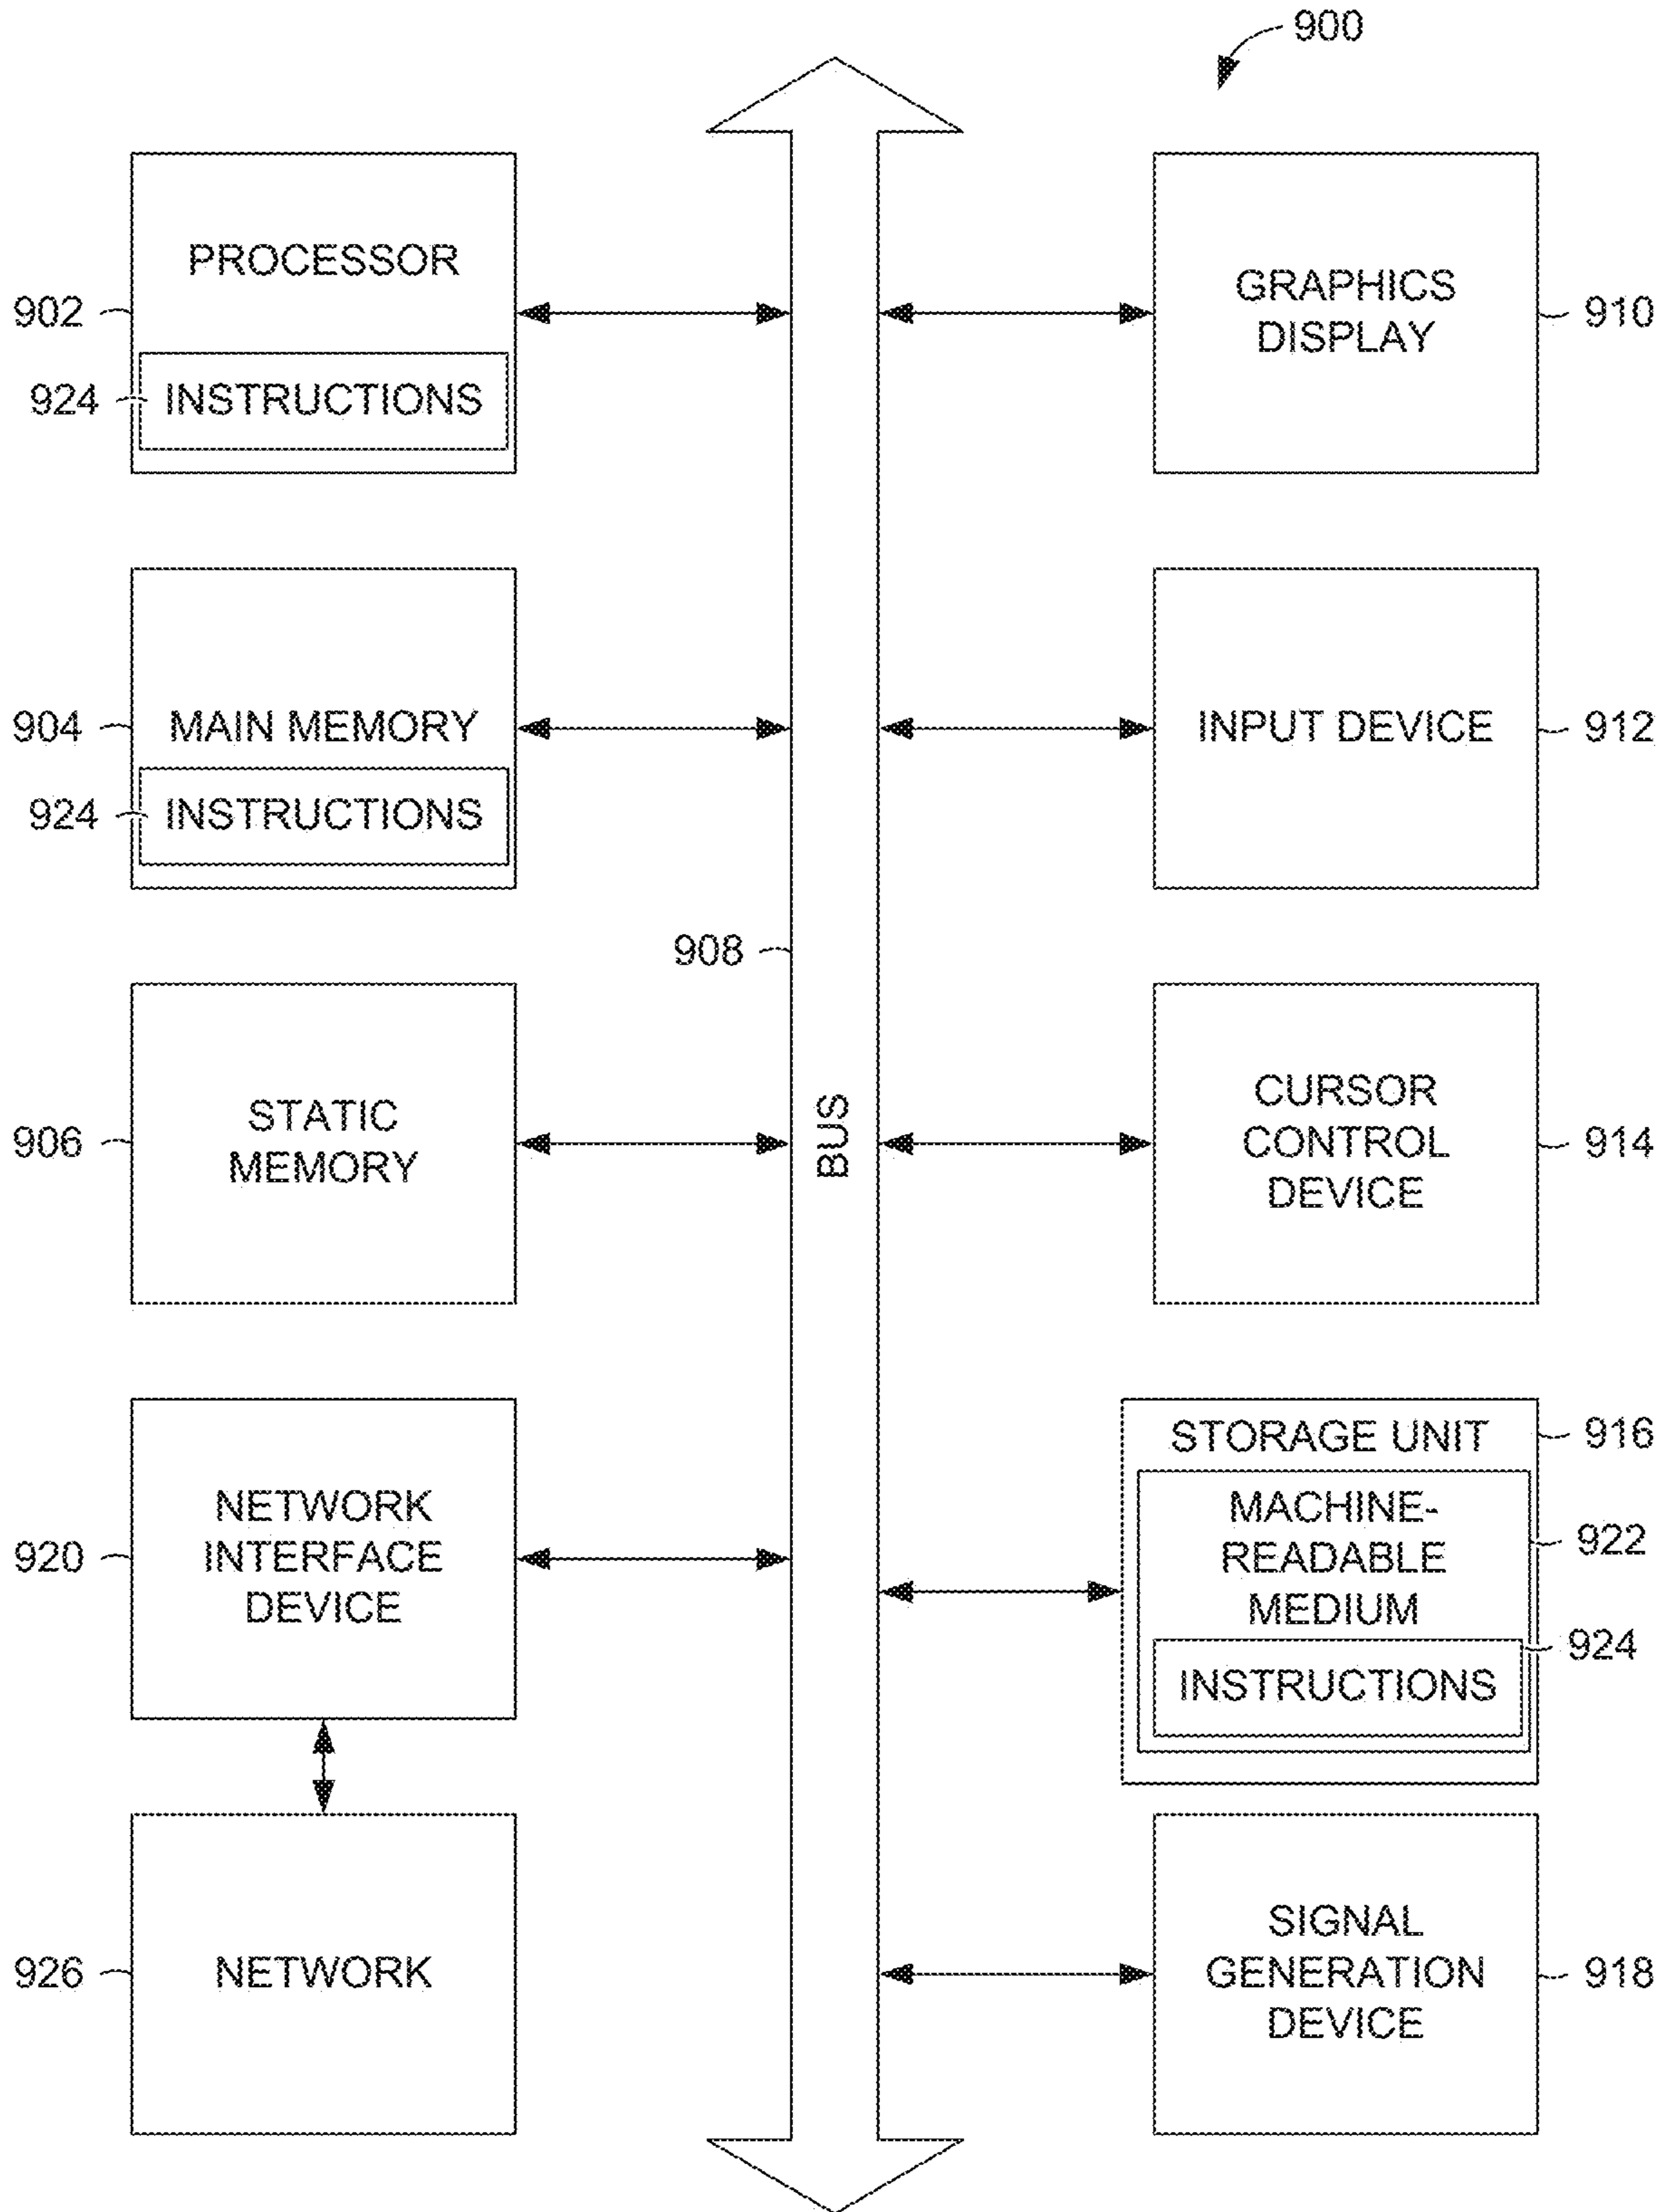 900
PROCESSOR
902
924
INSTRUCTIONS
GRAPHICS
DISPLAY
910
MAIN MEMORY
904
924
INSTRUCTIONS
INPUT DEVICE
912
908
BUS
STATIC
MEMORY
906
CURSOR
CONTROL
DEVICE
914
NETWORK
INTERFACE
DEVICE
920
STORAGE UNIT
916
MACHINE-
READABLE
MEDIUM
922
924
INSTRUCTIONS
NETWORK
926
SIGNAL
GENERATION
DEVICE
918